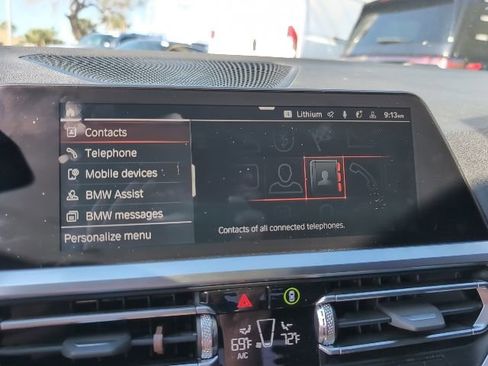 Lithium 9:13AM
Contacts
Telephone
Mobile devices
BMW Assist
BMW messages
Personalize menu
Contacts of all connected telephones.
69°F 72°F
A/C